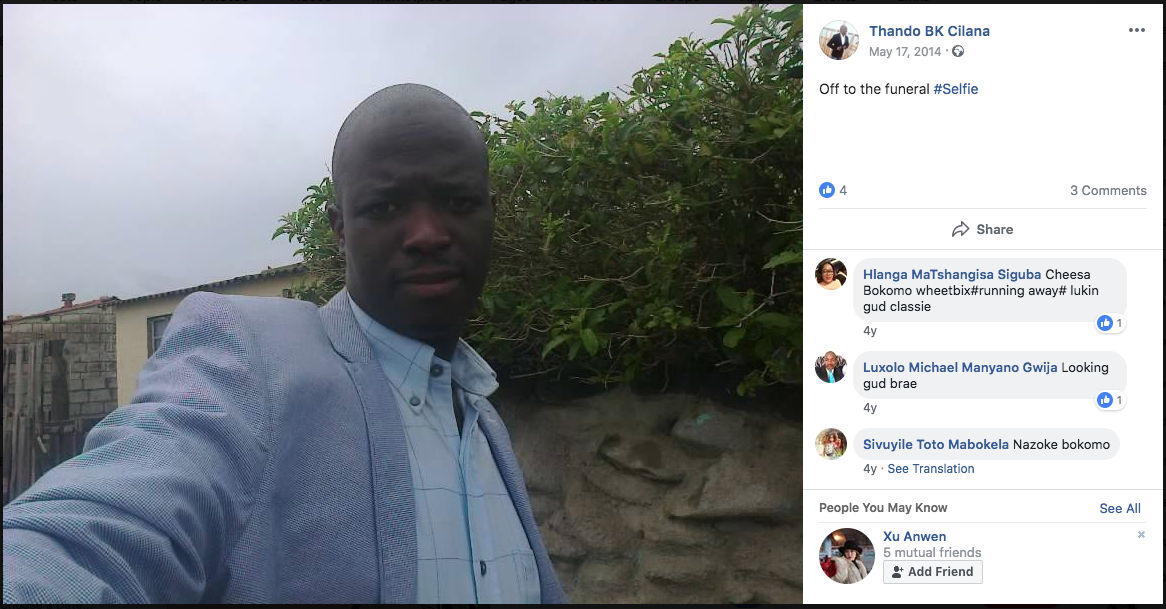 Thando BK Cilana
May 17, 2014 ·
Off to the funeral #Selfie
4
3 Comments
Share
Hlanga MaTshangisa Siguba Cheesa
Bokomo wheetbix#running away# lukin
gud classie
1
4y
Luxolo Michael Manyano Gwija Looking
gud brae
1
4y
Sivuyile Toto Mabokela Nazoke bokomo
4y · See Translation
People You May Know
See All
Xu Anwen
5 mutual friends
Add Friend